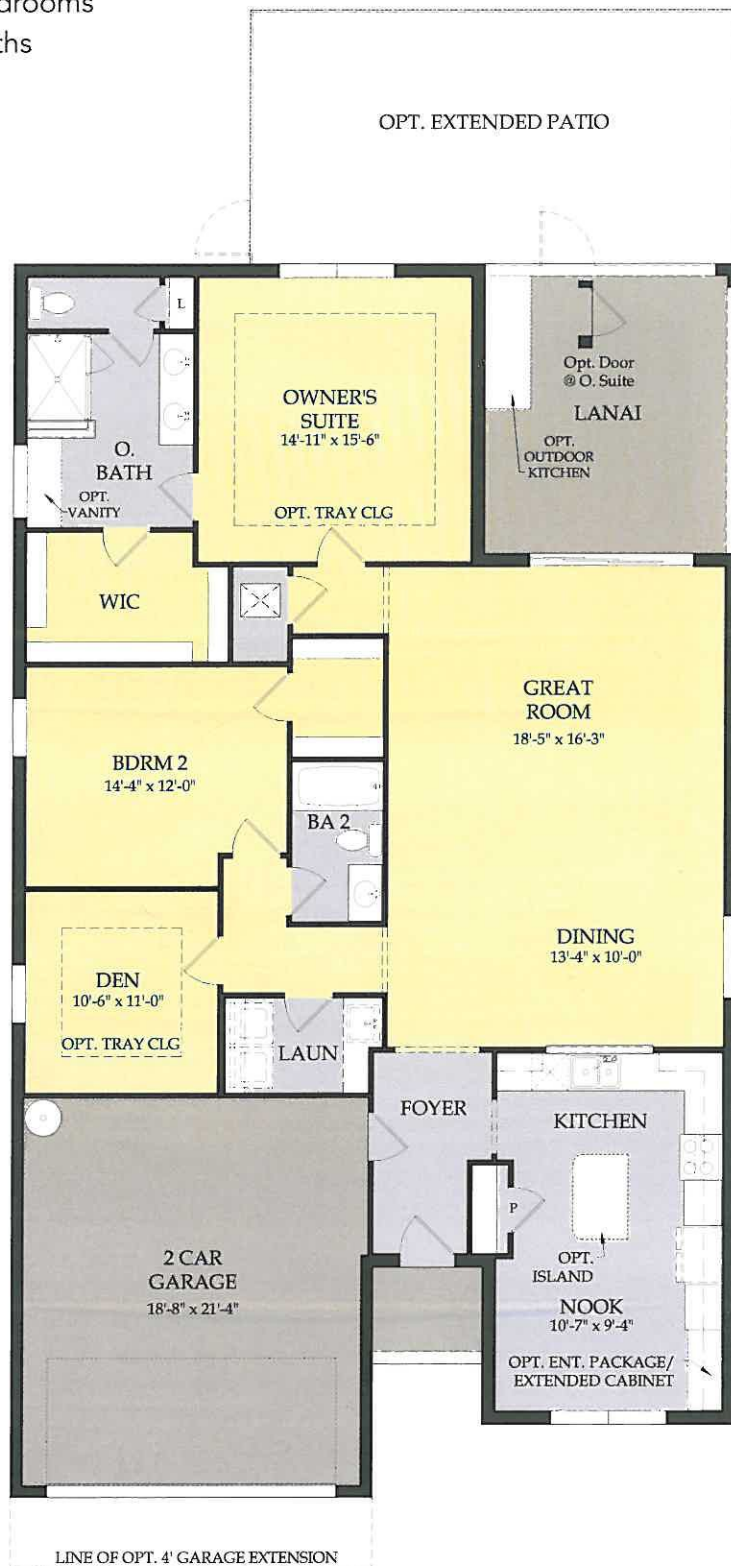 OPT. EXTENDED PATIO
L
OWNER'S
SUITE
14'-11" x 15'-6"
OPT. TRAY CLG
Opt. Door
@ O. Suite
LANAI
OPT.
OUTDOOR
KITCHEN
O.
BATH
OPT.
VANITY
WIC
GREAT
ROOM
18'-5" x 16'-3"
BDRM 2
14'-4" x 12'-0"
BA 2
DINING
13'-4" x 10'-0"
DEN
10'-6" x 11'-0"
OPT. TRAY CLG
LAUN
FOYER
KITCHEN
P
OPT.
ISLAND
2 CAR
GARAGE
18'-8" x 21'-4"
NOOK
10'-7" x 9'-4"
OPT. ENT. PACKAGE/
EXTENDED CABINET
LINE OF OPT. 4' GARAGE EXTENSION